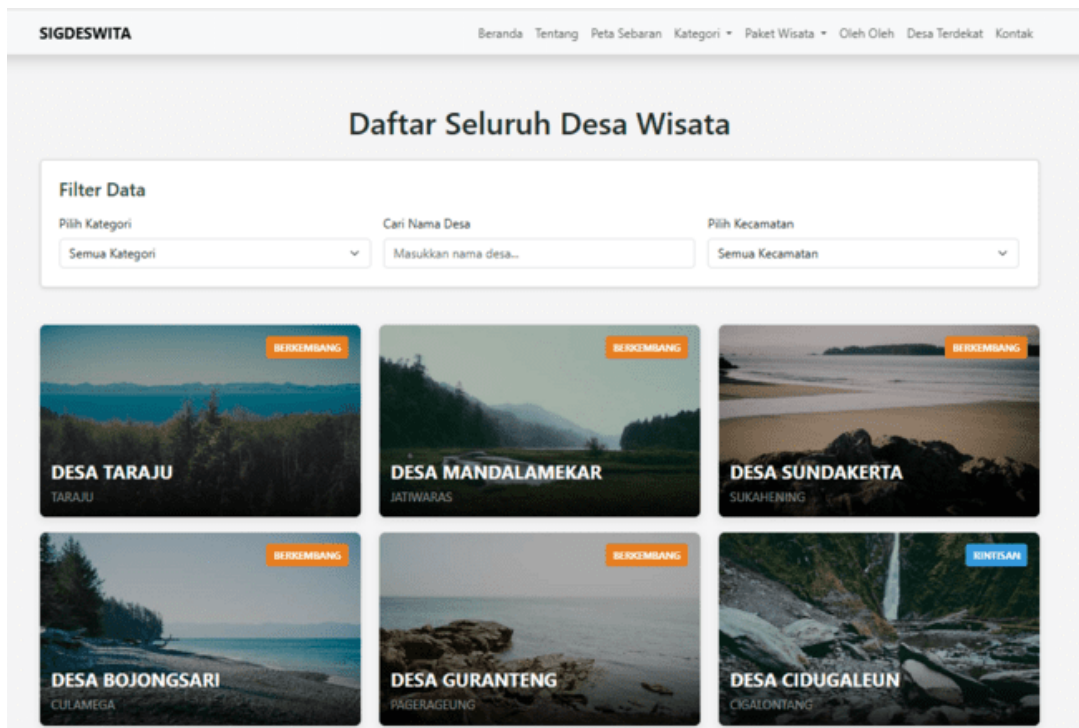 SIGDESWITA
Beranda Tentang Peta Sebaran Kategori Paket Wisata Oleh Oleh Desa Terdekat Kontak
Daftar Seluruh Desa Wisata
Filter Data
Pilih Kategori Cari Nama Desa Pilih Kecamatan
Semua Kategori Masukkan nama desa... Semua Kecamatan
BERKEMBANG BERKEMBANG BERKEMBANG
DESA TARAJU DESA MANDALAMEKAR DESA SUNDAKERTA
TARAJU JATIWARAS SUKAHENING
BERKEMBANG BERKEMBANG RINTISAN
DESA BOJONGSARI DESA GURANTENG DESA CIDUGALEUN
CULAMEGA PAGERAGEUNG CIGALONTANG